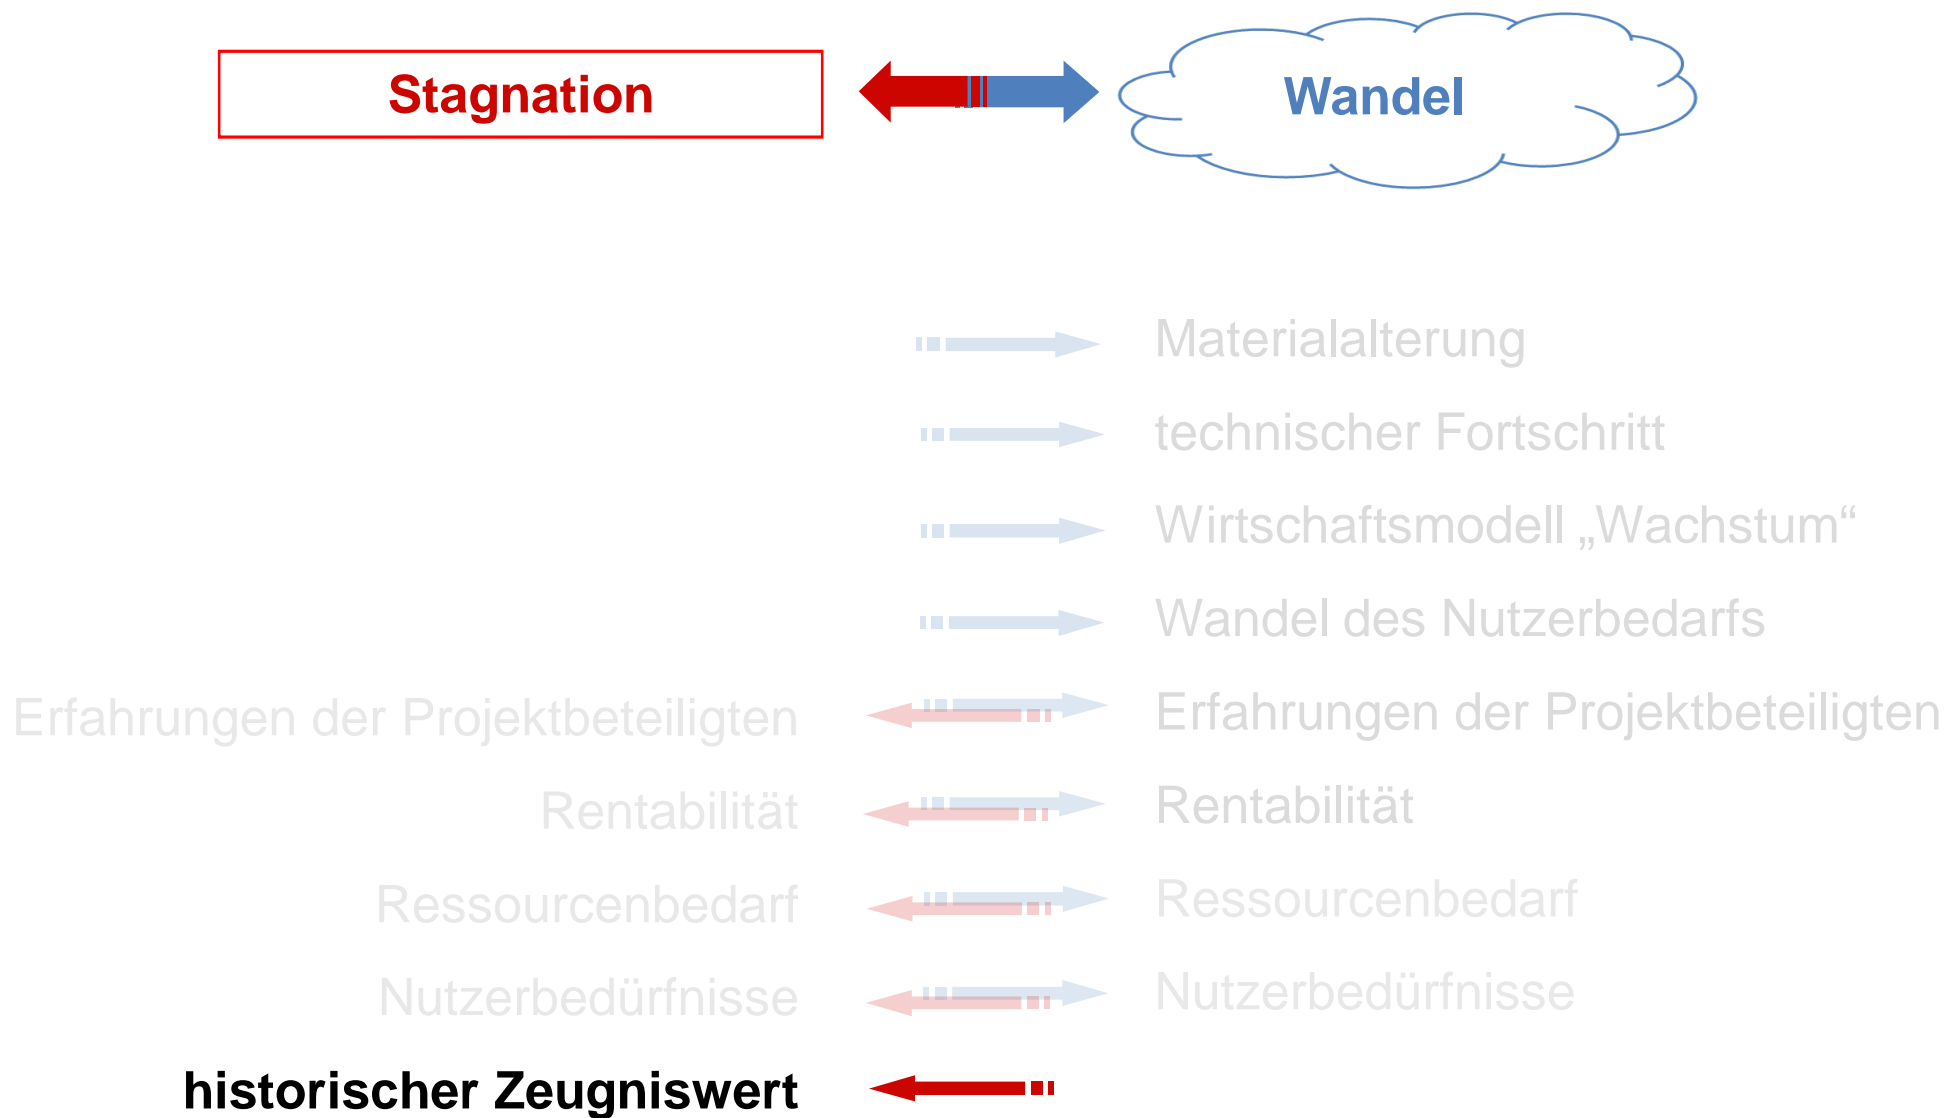 Stagnation
Wandel
Materialalterung
technischer Fortschritt
Wirtschaftsmodell „Wachstum“
Wandel des Nutzerbedarfs
Erfahrungen der Projektbeteiligten
Erfahrungen der Projektbeteiligten
Rentabilität
Rentabilität
Ressourcenbedarf
Ressourcenbedarf
Nutzerbedürfnisse
Nutzerbedürfnisse
historischer Zeugniswert